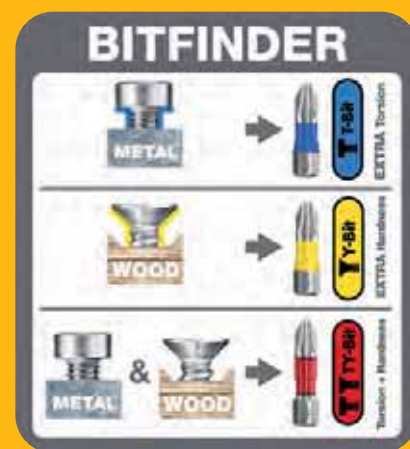 BITFINDER
METAL
T-Bit
EXTRA Torsion
WOOD
Y-Bit
EXTRA Hardness
METAL
&
WOOD
TY-Bit
Torsion + Hardness